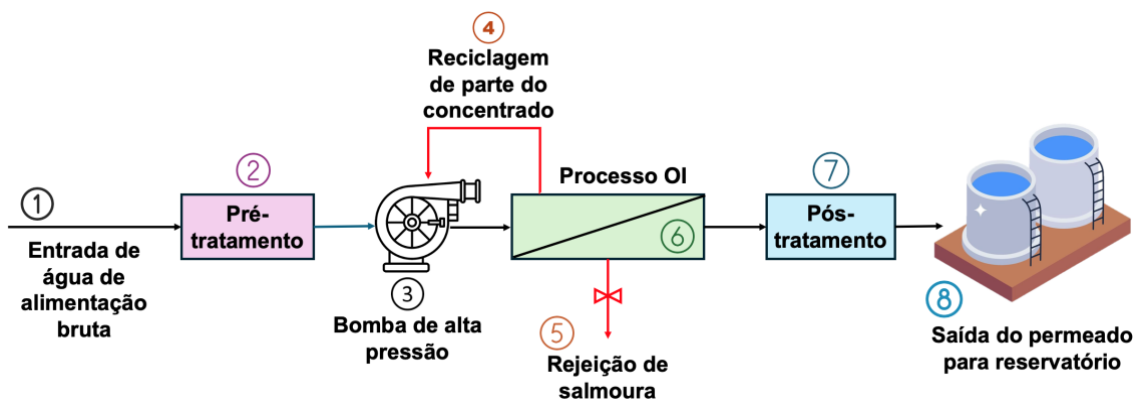 ①
Entrada de
água de
alimentação
bruta
②
Pré-
tratamento
③
Bomba de alta
pressão
④
Reciclagem
de parte do
concentrado
Processo OI
⑥
⑤
Rejeição de
salmoura
⑦
Pós-
tratamento
⑧
Saída do permeado
para reservatório